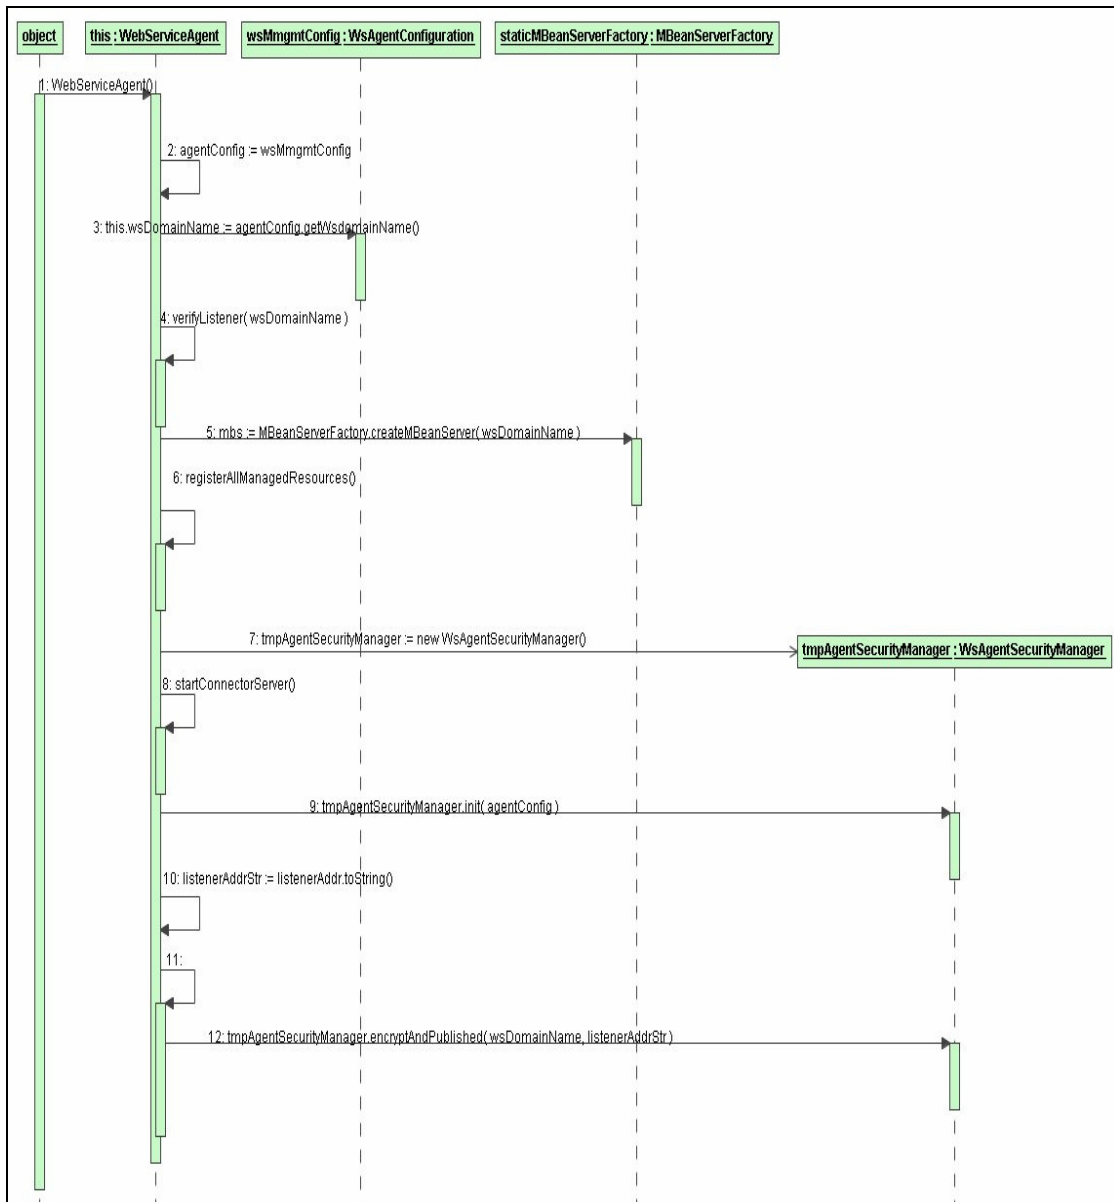 object
this : WebServiceAgent
wsMmgmtConfig : WsAgentConfiguration
staticMBeanServerFactory : MBeanServerFactory
1: WebServiceAgent()
2: agentConfig := wsMmgmtConfig
3: this.wsDomainName := agentConfig.getWsdomainName()
4: verifyListener( wsDomainName )
5: mbs := MBeanServerFactory.createMBeanServer( wsDomainName )
6: registerAllManagedResources()
7: tmpAgentSecurityManager := new WsAgentSecurityManager()
tmpAgentSecurityManager : WsAgentSecurityManager
8: startConnectorServer()
9: tmpAgentSecurityManager.init( agentConfig )
10: listenerAddrStr := listenerAddr.toString()
11:
12: tmpAgentSecurityManager.encryptAndPublished( wsDomainName, listenerAddrStr )